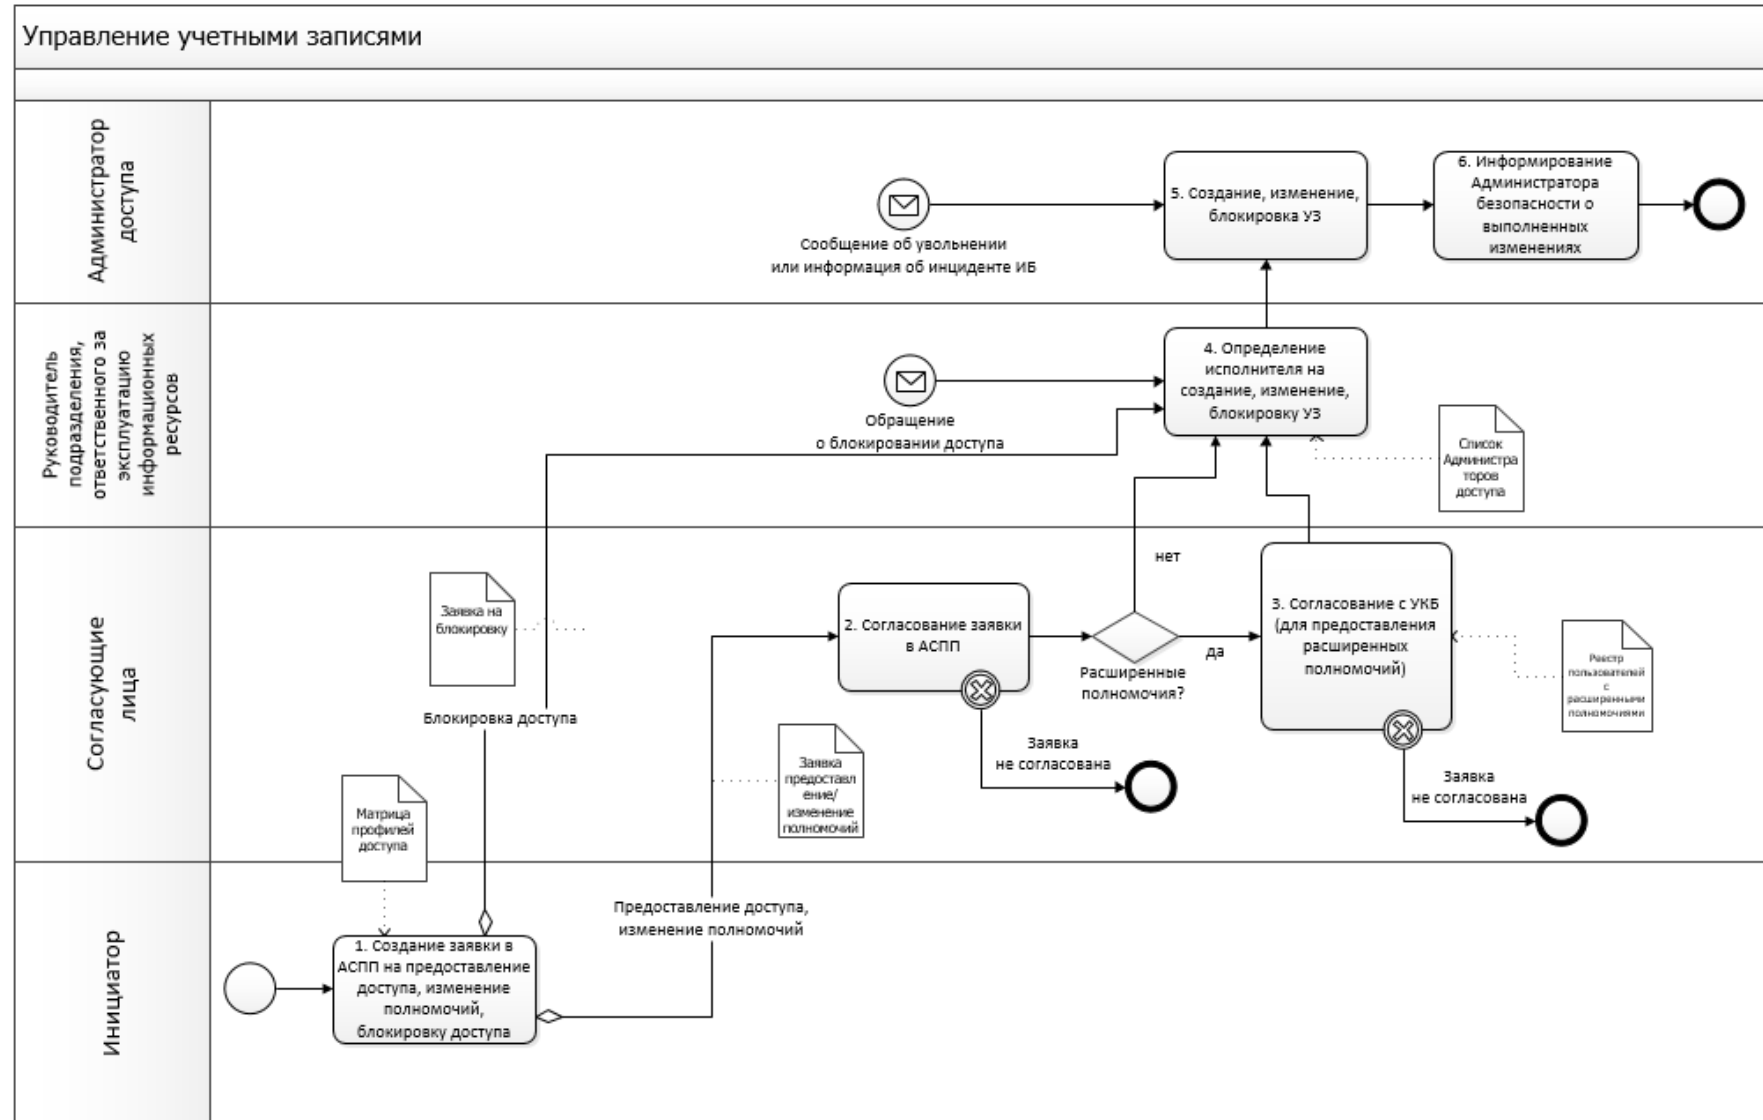 Управление учетными записями
Администратор
доступа
Сообщение об увольнении
или информация об инциденте ИБ
5. Создание, изменение,
блокировка УЗ
6. Информирование
Администратора
безопасности о
выполненных
изменениях
Руководитель
подразделения,
ответственного за
эксплуатацию
информационных
ресурсов
Обращение
о блокировании доступа
4. Определение
исполнителя на
создание, изменение,
блокировку УЗ
Список
Администра
торов
доступа
Согласующие
лица
Заявка на
блокировку
Блокировка доступа
2. Согласование заявки
в АСПП
нет
да
Расширенные
полномочия?
3. Согласование с УКБ
(для предоставления
расширенных
полномочий)
Реестр
пользователей
с
расширенными
полномочиями
Заявка
не согласована
Заявка
не согласована
Заявка
предоставл
ение/
изменение
полномочий
Матрица
профилей
доступа
Инициатор
Предоставление доступа,
изменение полномочий
1. Создание заявки в
АСПП на предоставление
доступа, изменение
полномочий,
блокировку доступа